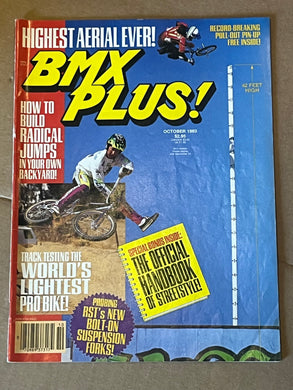 HIGHEST AERIAL EVER!
RECORD-BREAKING
PULL-OUT PIN-UP
FREE INSIDE!
BMX
PLUS!
42 FEET
HIGH
OCTOBER 1993
$2.95
HOW TO
BUILD
RADICAL
JUMPS
IN YOUR OWN
BACKYARD!
SPECIAL BONUS INSIDE:
THE OFFICIAL
HANDBOOK
OF STREETSTYLE!
TRACK TESTING THE
WORLD'S
LIGHTEST
PRO BIKE!
PROBING
RST's NEW
BOLT-ON
SUSPENSION
FORKS!